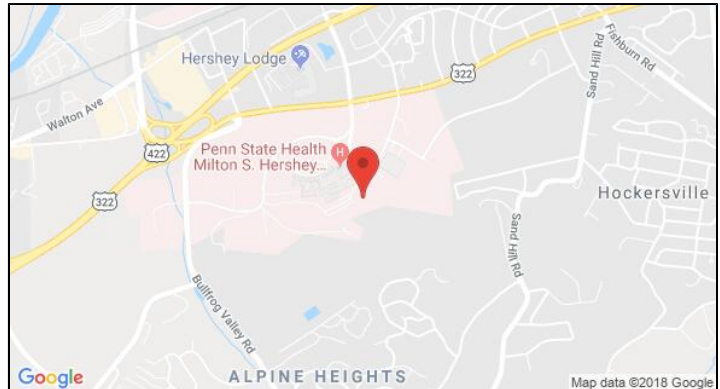 Hershey Lodge
322
Fishburn Rd
Sand Hill Rd
Walton Ave
422
Penn State Health
Milton S. Hershey...
H
322
Hockersville
Sand Hill Rd
Bullfrog Valley Rd
ALPINE HEIGHTS
Google
Map data ©2018 Google